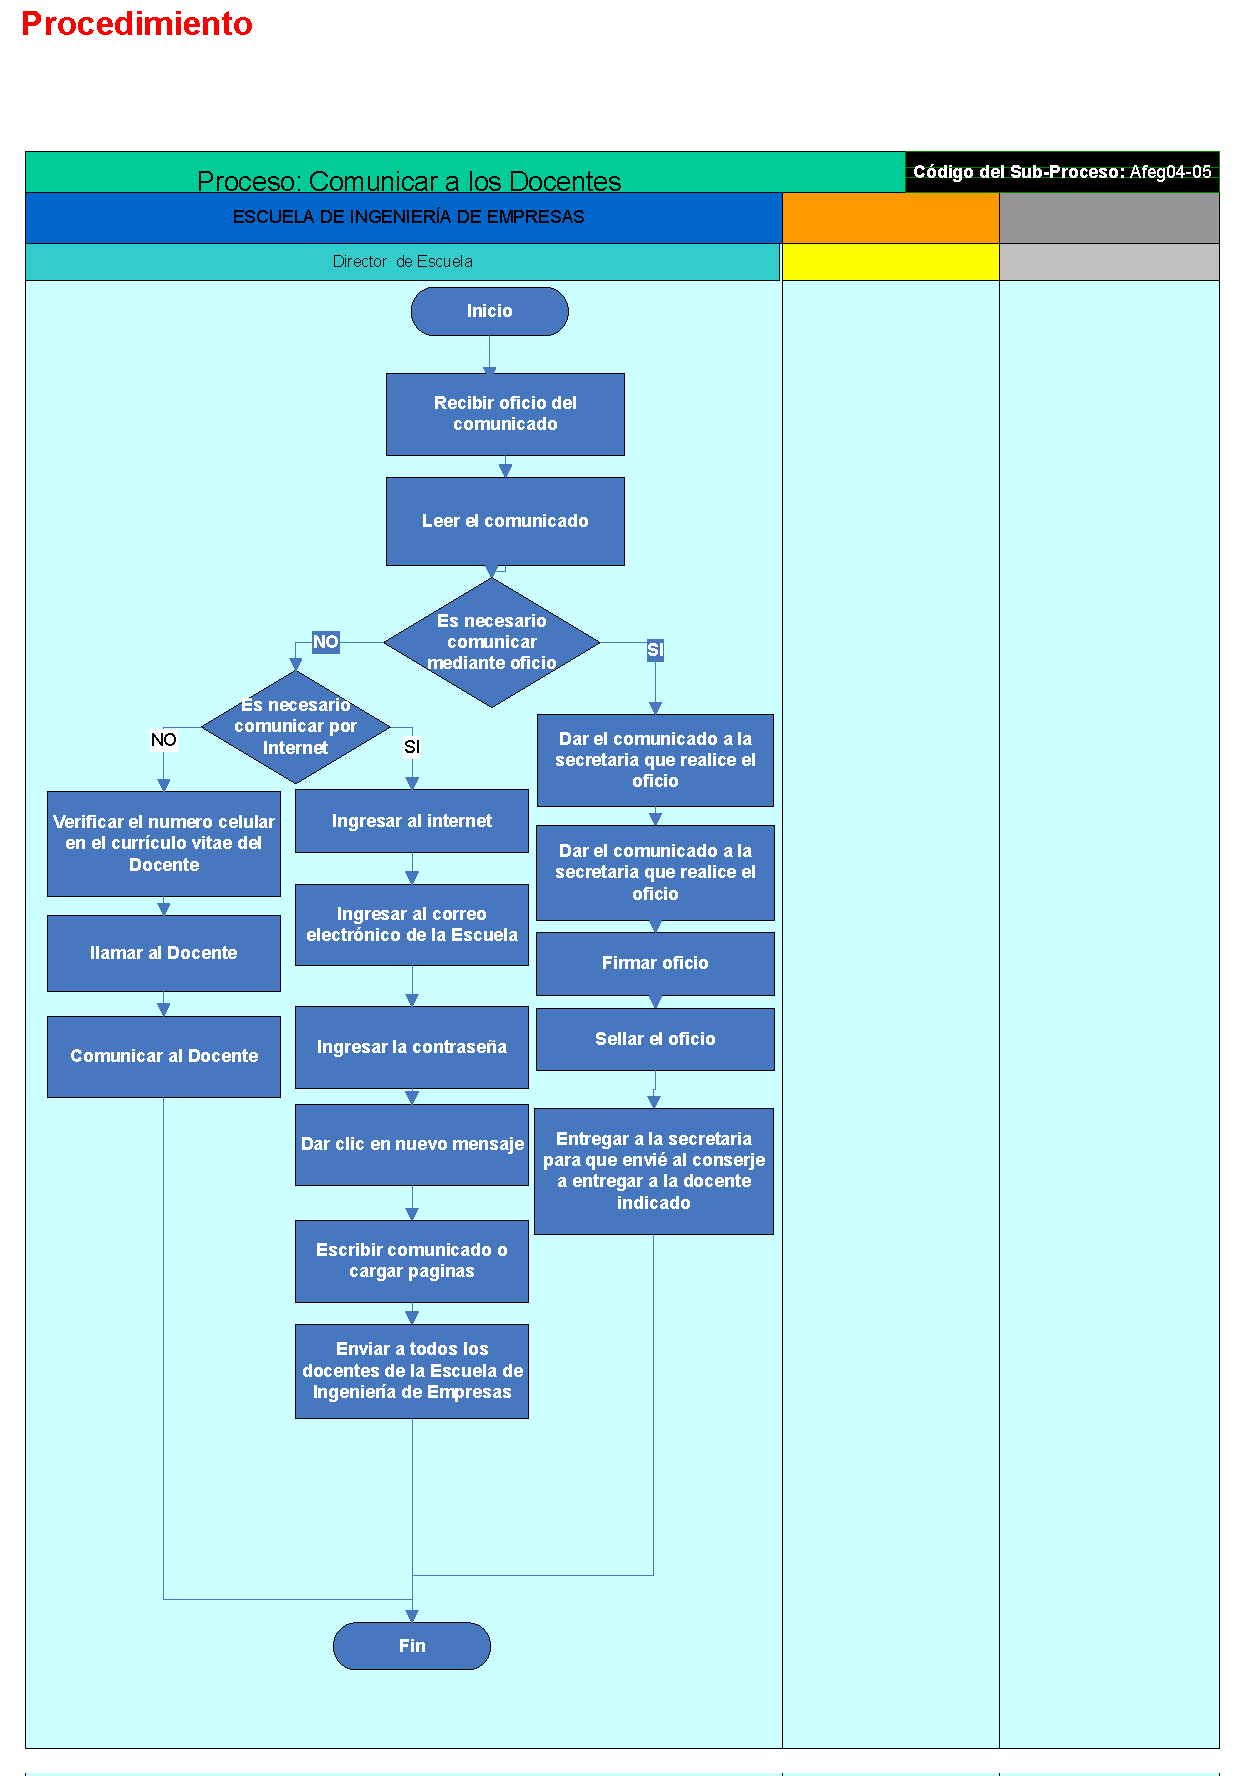 Procedimiento
Proceso: Comunicar a los Docentes
Código del Sub-Proceso: Afeg04-05
ESCUELA DE INGENIERÍA DE EMPRESAS
Director de Escuela
Inicio
Recibir oficio del
comunicado
Leer el comunicado
Es necesario
comunicar
mediante oficio
NO
SI
Es necesario
comunicar por
Internet
NO
SI
Verificar el numero celular
en el currículo vitae del
Docente
llamar al Docente
Comunicar al Docente
Ingresar al internet
Ingresar al correo
electrónico de la Escuela
Ingresar la contraseña
Dar clic en nuevo mensaje
Escribir comunicado o
cargar paginas
Enviar a todos los
docentes de la Escuela de
Ingeniería de Empresas
Dar el comunicado a la
secretaria que realice el
oficio
Dar el comunicado a la
secretaria que realice el
oficio
Firmar oficio
Sellar el oficio
Entregar a la secretaria
para que envié al conserje
a entregar a la docente
indicado
Fin